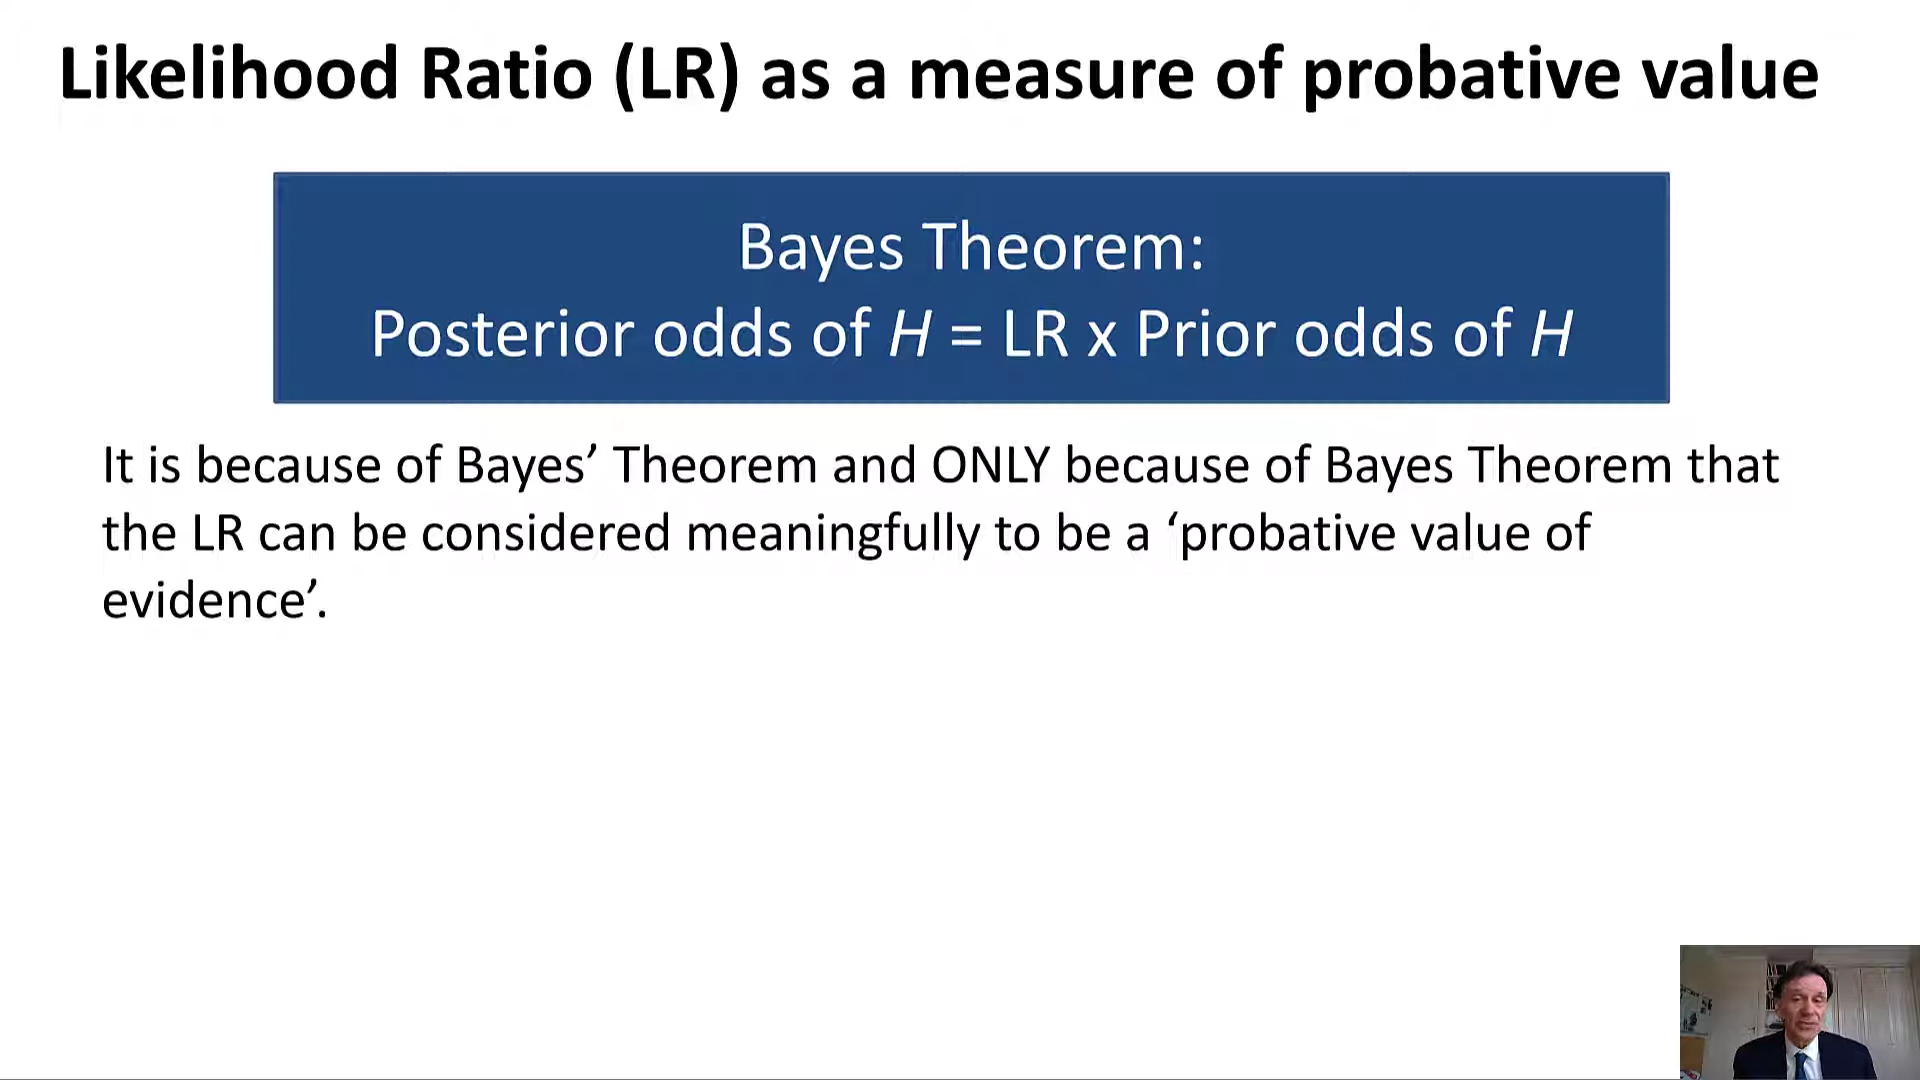 Likelihood Ratio (LR) as a measure of probative value
Bayes Theorem:
Posterior odds of H = LR x Prior odds of H
It is because of Bayes’ Theorem and ONLY because of Bayes Theorem that
the LR can be considered meaningfully to be a ‘probative value of
evidence’.